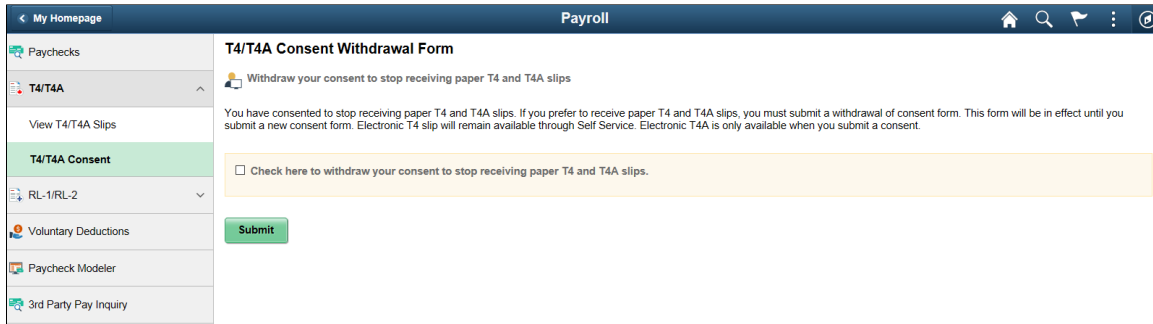 My Homepage
Payroll
Paychecks
T4/T4A
View T4/T4A Slips
T4/T4A Consent
RL-1/RL-2
Voluntary Deductions
Paycheck Modeler
3rd Party Pay Inquiry
T4/T4A Consent Withdrawal Form
Withdraw your consent to stop receiving paper T4 and T4A slips
You have consented to stop receiving paper T4 and T4A slips. If you prefer to receive paper T4 and T4A slips, you must submit a withdrawal of consent form. This form will be in effect until you
submit a new consent form. Electronic T4 slip will remain available through Self Service. Electronic T4A is only available when you submit a consent.
Check here to withdraw your consent to stop receiving paper T4 and T4A slips.
Submit